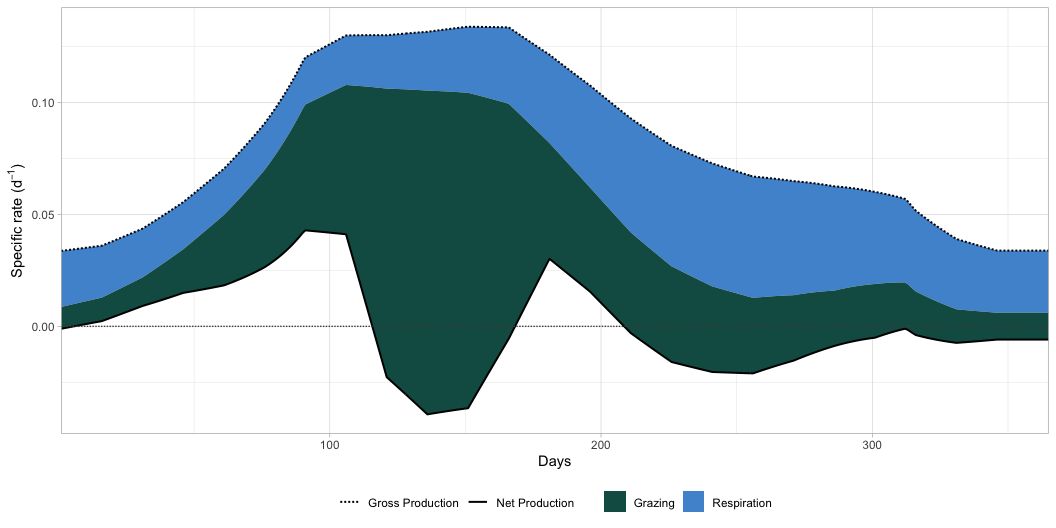 Specific rate (d⁻¹)
0.10
0.05
0.00
100 200 300
Days
Gross Production Net Production Grazing Respiration